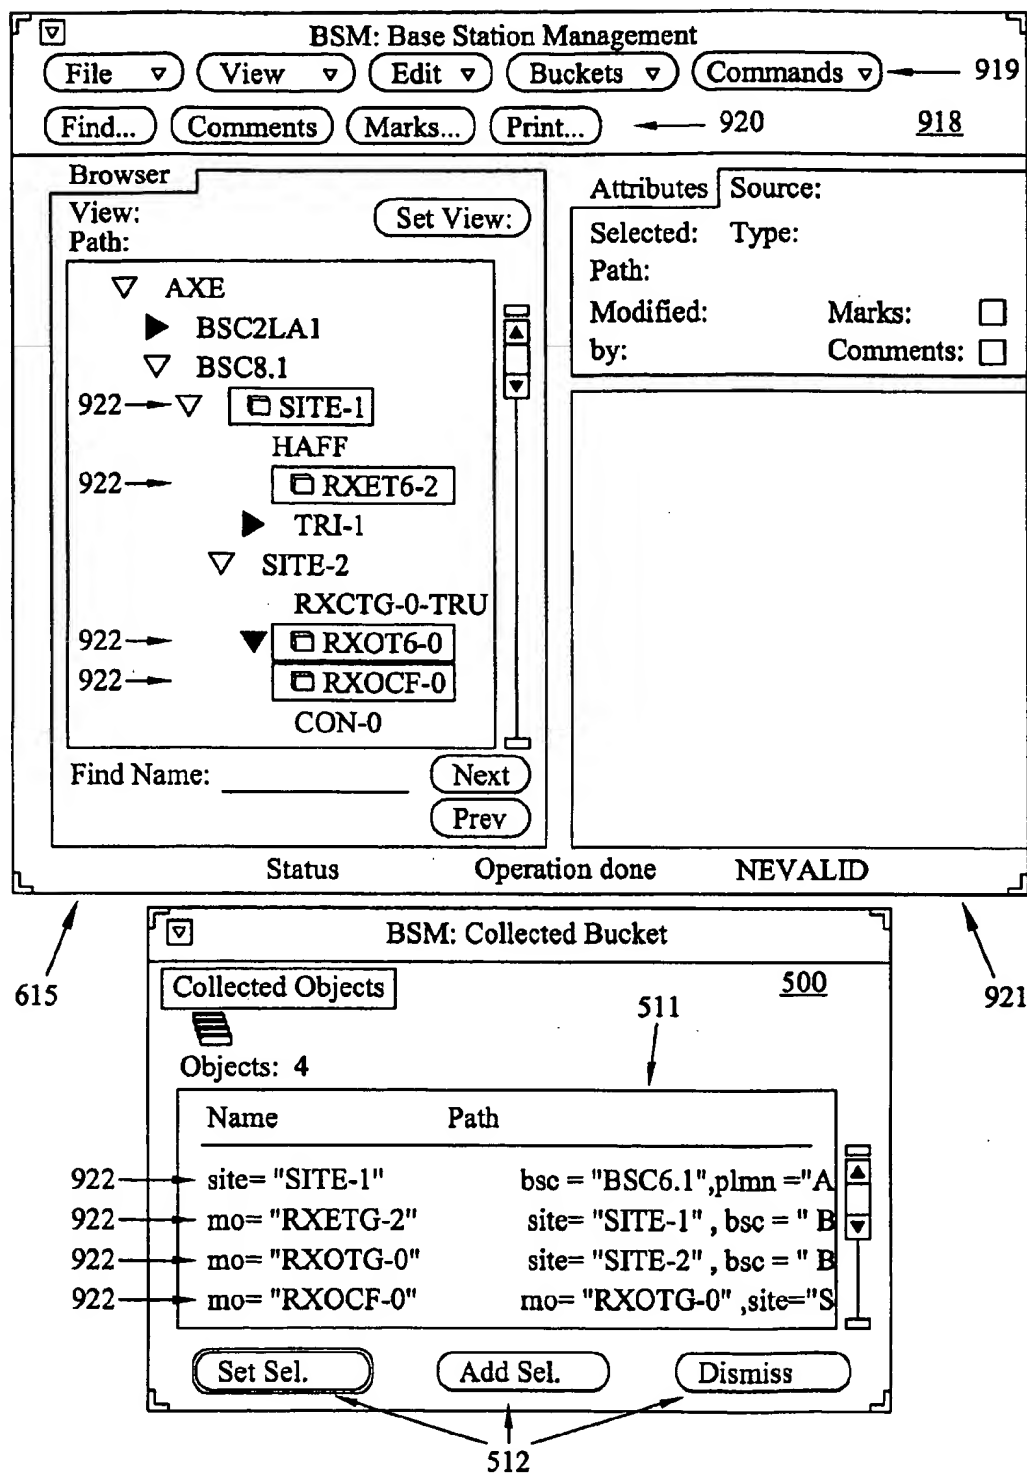 BSM: Base Station Management
File View Edit Buckets Commands 919
Find... Comments Marks... Print... 920 918
Browser
View: Set View:
Path:
AXE
BSC2LA1
BSC8.1
922 SITE-1
HAFF
922 RXET6-2
TRI-1
SITE-2
RXCTG-0-TRU
922 RXOT6-0
922 RXOCF-0
CON-0
Find Name: Next
Prev
Attributes Source:
Selected: Type:
Path:
Modified: Marks:
by: Comments:
Status Operation done NEVALID
615
921
BSM: Collected Bucket
Collected Objects 500
511
Objects: 4
Name Path
922 site= "SITE-1" bsc = "BSC6.1",plmn ="A
922 mo= "RXETG-2" site= "SITE-1" , bsc = " B
922 mo= "RXOTG-0" site= "SITE-2" , bsc = " B
922 mo= "RXOCF-0" mo= "RXOTG-0" ,site="S
Set Sel. Add Sel. Dismiss
512